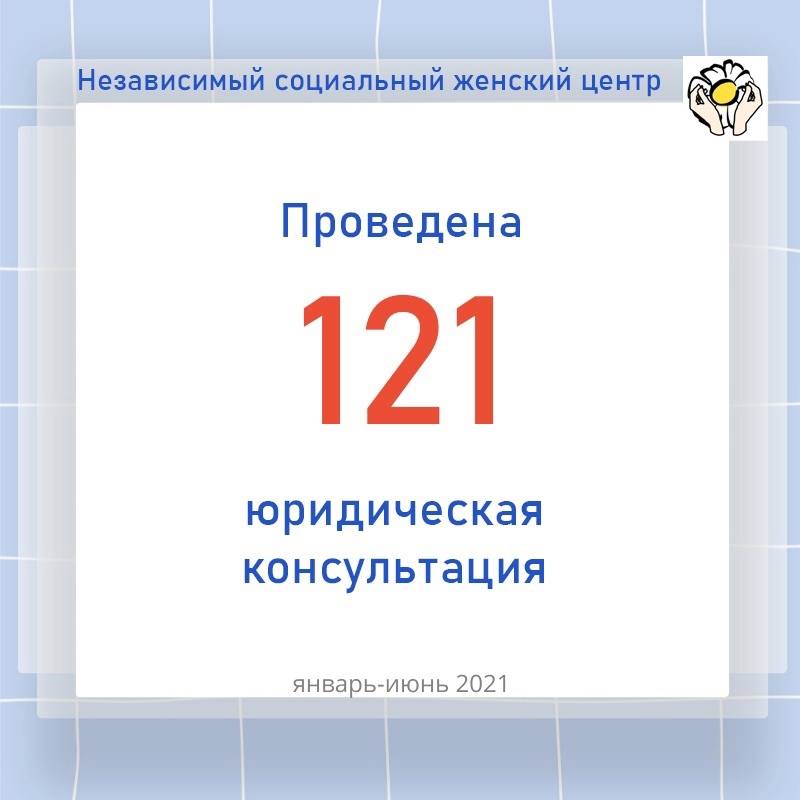 Независимый социальный женский центр
Проведена
121
юридическая
консультация
январь-июнь 2021